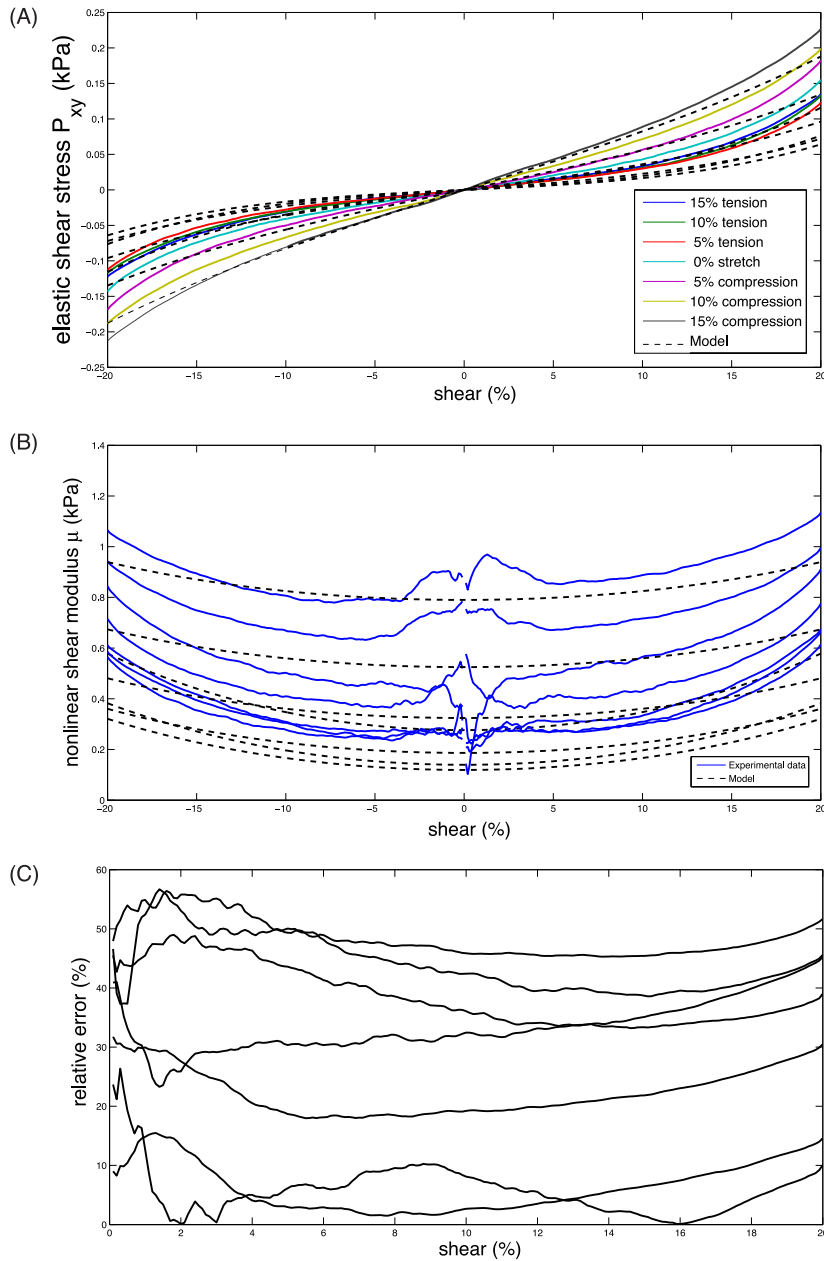 (A)
elastic shear stress P_xy (kPa)
0.25
0.2
0.15
0.1
0.05
0
-0.05
-0.1
-0.15
-0.2
-0.25
-20
-15
-10
-5
0
5
10
15
20
shear (%)
15% tension
10% tension
5% tension
0% stretch
5% compression
10% compression
15% compression
Model
(B)
nonlinear shear modulus μ (kPa)
1.4
1.2
1
0.8
0.6
0.4
0.2
0
-20
-15
-10
-5
0
5
10
15
20
shear (%)
Experimental data
Model
(C)
relative error (%)
60
50
40
30
20
10
0
0
2
4
6
8
10
12
14
16
18
20
shear (%)